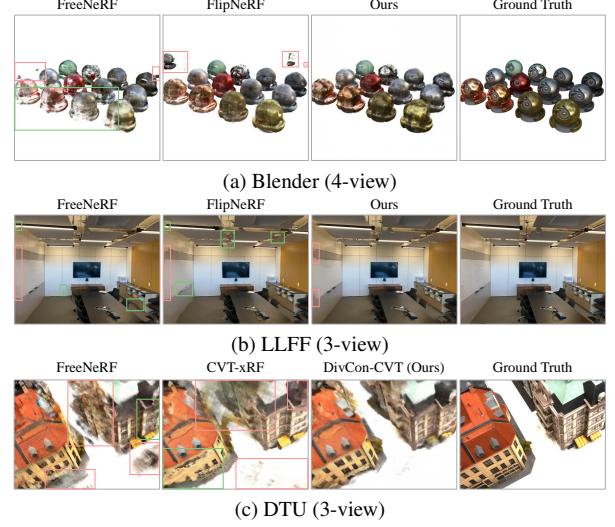 FreeNeRF FlipNeRF Ours Ground Truth
(a) Blender (4-view)
FreeNeRF FlipNeRF Ours Ground Truth
(b) LLFF (3-view)
FreeNeRF CVT-xRF DivCon-CVT (Ours) Ground Truth
(c) DTU (3-view)